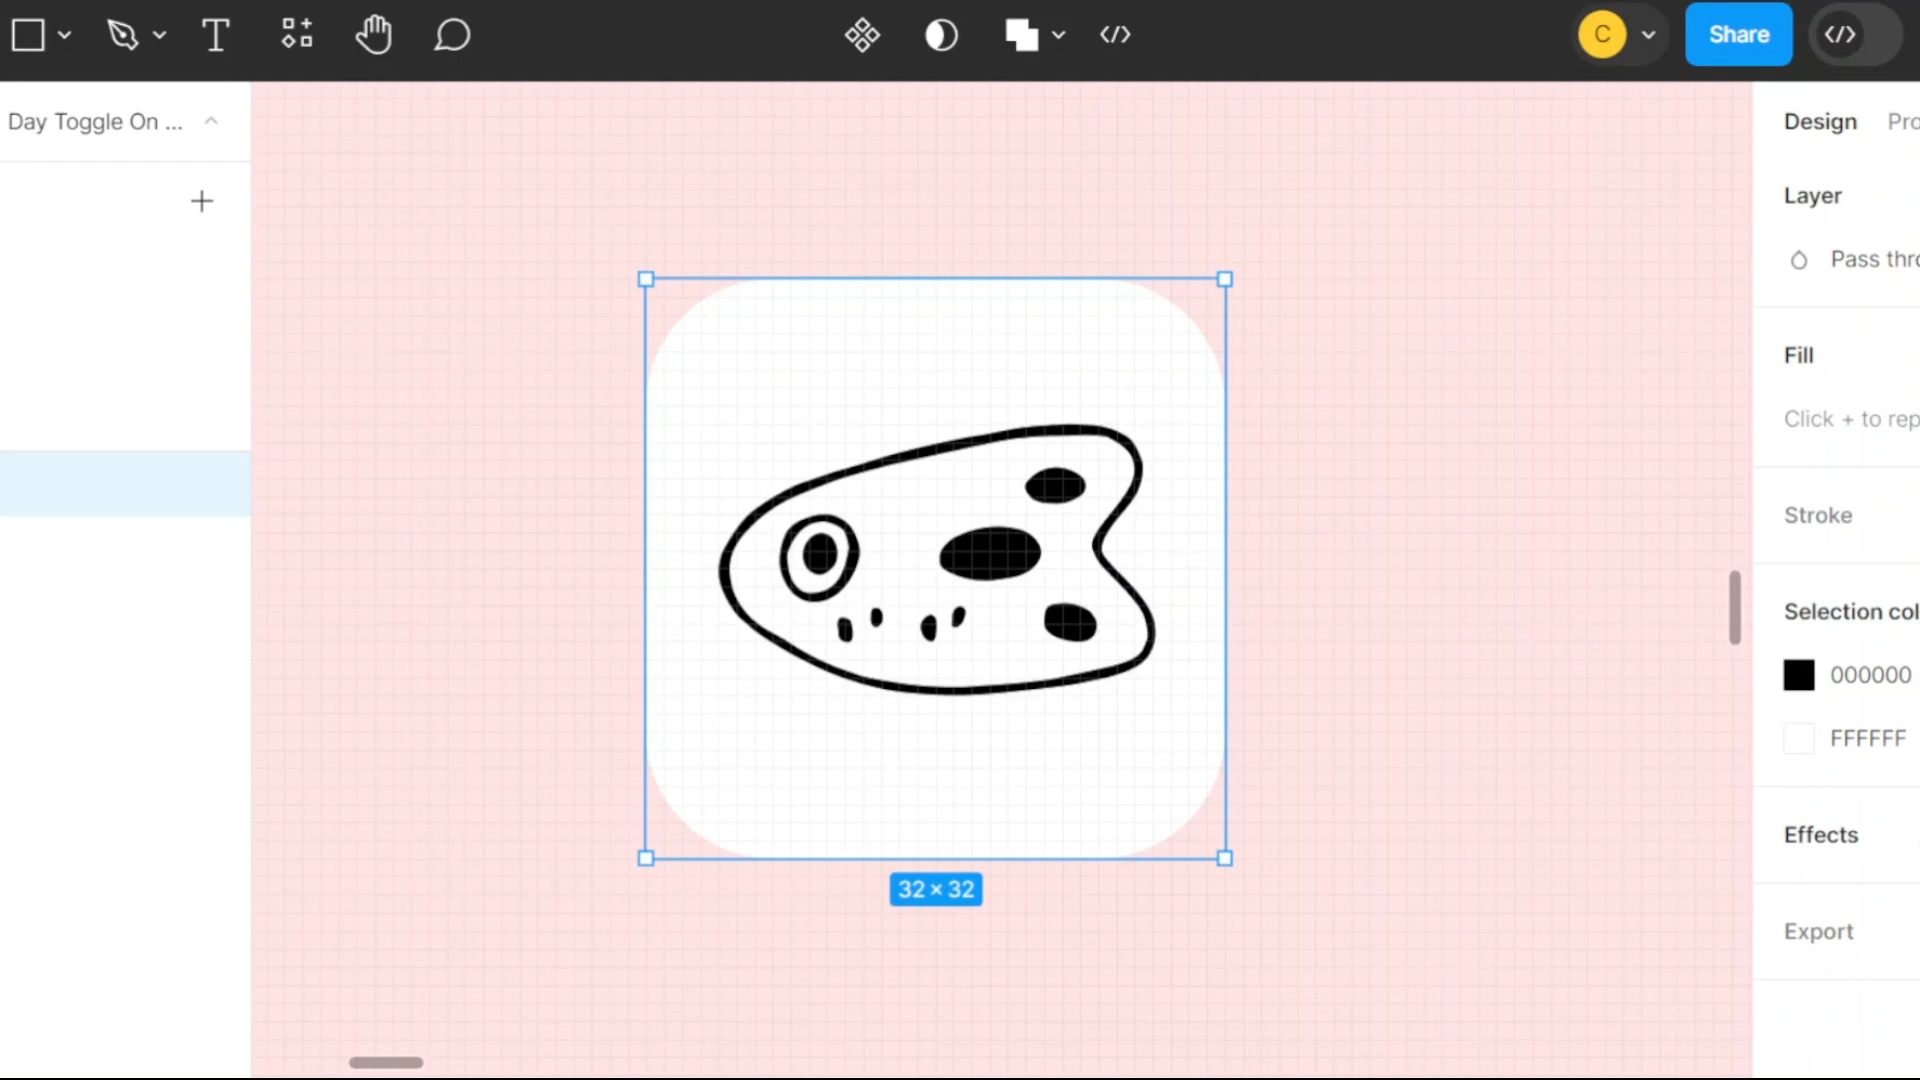 T
C
Share
Day Toggle On ...
Design Pro
Layer
Pass thro
Fill
Click + to rep
Stroke
Selection col
000000
FFFFFF
Effects
Export
32 × 32